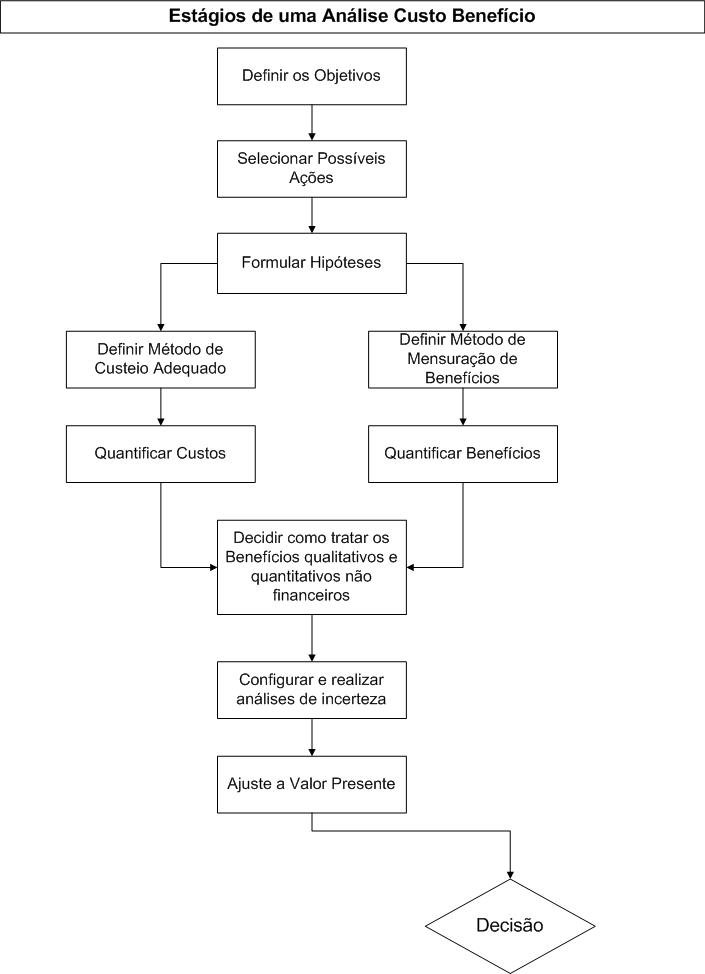 Estágios de uma Análise Custo Benefício
Definir os Objetivos
Selecionar Possíveis
Ações
Formular Hipóteses
Definir Método de
Custeio Adequado
Definir Método de
Mensuração de
Benefícios
Quantificar Custos
Quantificar Benefícios
Decidir como tratar os
Benefícios qualitativos e
quantitativos não
financeiros
Configurar e realizar
análises de incerteza
Ajuste a Valor Presente
Decisão